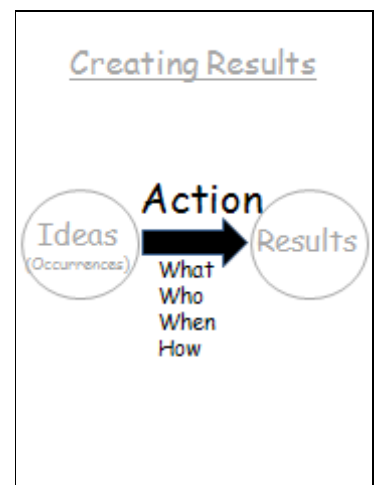 Creating Results
Action
Ideas
(Occurrences)
Results
What
Who
When
How